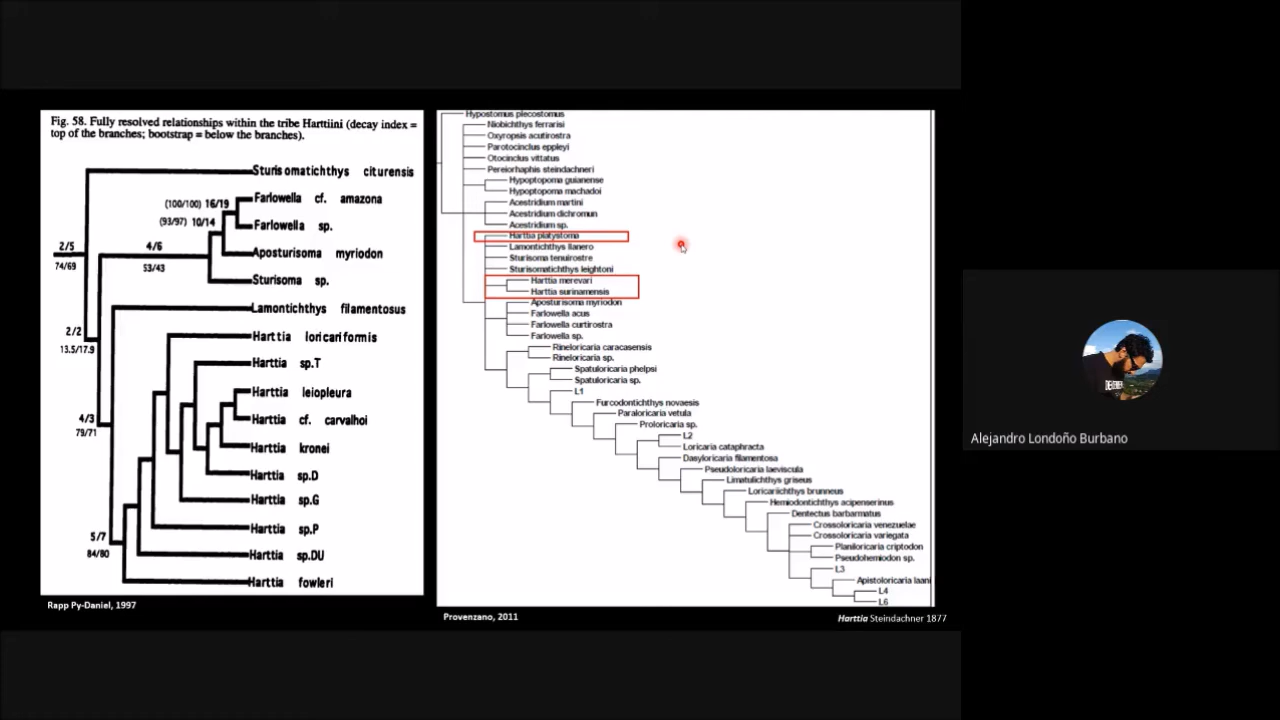 Fig. 58. Fully resolved relationships within the tribe Harttiini (decay index =
top of the branches; bootstrap = below the branches).
Sturisomatichthys citurensis
(100/100) 16/19
Farlowella cf. amazona
(93/97) 10/14
Farlowella sp.
2/5
74/69
4/6
53/43
Aposturisoma myriodon
Sturisoma sp.
Lamontichthys filamentosus
2/2
13.5/17.9
Harttia loricariformis
Harttia sp.T
Harttia leiopleura
4/3
79/71
Harttia cf. carvalhoi
Harttia kronei
Harttia sp.D
Harttia sp.G
Harttia sp.P
5/7
84/80
Harttia sp.DU
Harttia fowleri
Rapp Py-Daniel, 1997
Hypostomus plecostomus
Niobichthys ferrarisi
Oxyropsis acutirostra
Parotocinclus eppleyi
Otocinclus vittatus
Pereiorhaphis steindachneri
Hypoptopoma guianense
Hypoptopoma machadoi
Acestridium martini
Acestridium dichromun
Acestridium sp.
Harttia platystoma
Lamontichthys llanero
Sturisoma tenuirostre
Sturisomatichthys leightoni
Harttia merevari
Harttia surinamensis
Aposturisoma myriodon
Farlowella acus
Farlowella curtirostra
Farlowella sp.
Rineloricaria caracasensis
Rineloricaria sp.
Spatuloricaria phelpsi
Spatuloricaria sp.
L1
Furcodontichthys novaesis
Paraloricaria vetula
Proloricaria sp.
L2
Loricaria cataphracta
Dasyloricaria filamentosa
Pseudoloricaria laeviscula
Limatulichthys griseus
Loricariichthys brunneus
Hemiodontichthys acipenserinus
Dentectus barbarmatus
Crossoloricaria venezuelae
Crossoloricaria variegata
Planiloricaria criptodon
Pseudohemiodon sp.
L3
Apistoloricaria laani
L4
L6
Provenzano, 2011
Harttia Steindachner 1877
Alejandro Londoño Burbano